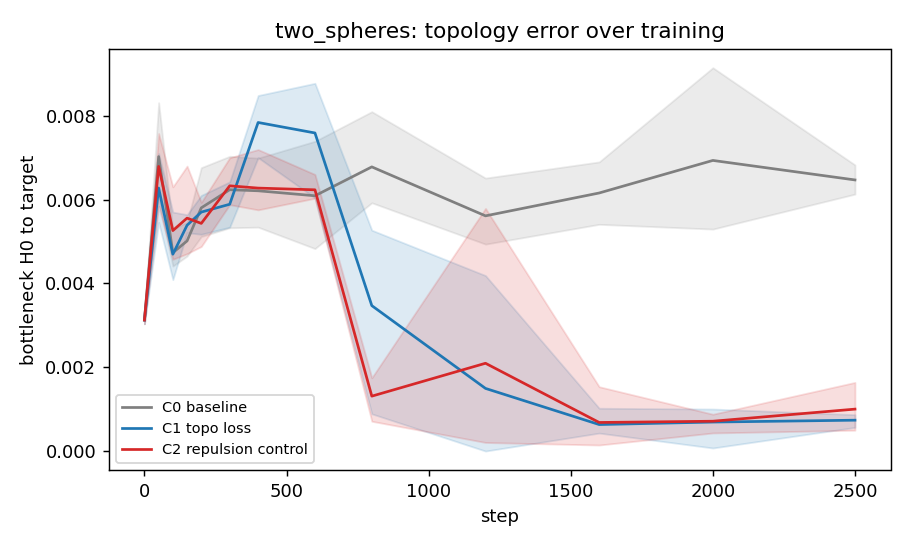 two_spheres: topology error over training
bottleneck H0 to target
0.008
0.006
0.004
0.002
0.000
C0 baseline
C1 topo loss
C2 repulsion control
0 500 1000 1500 2000 2500
step